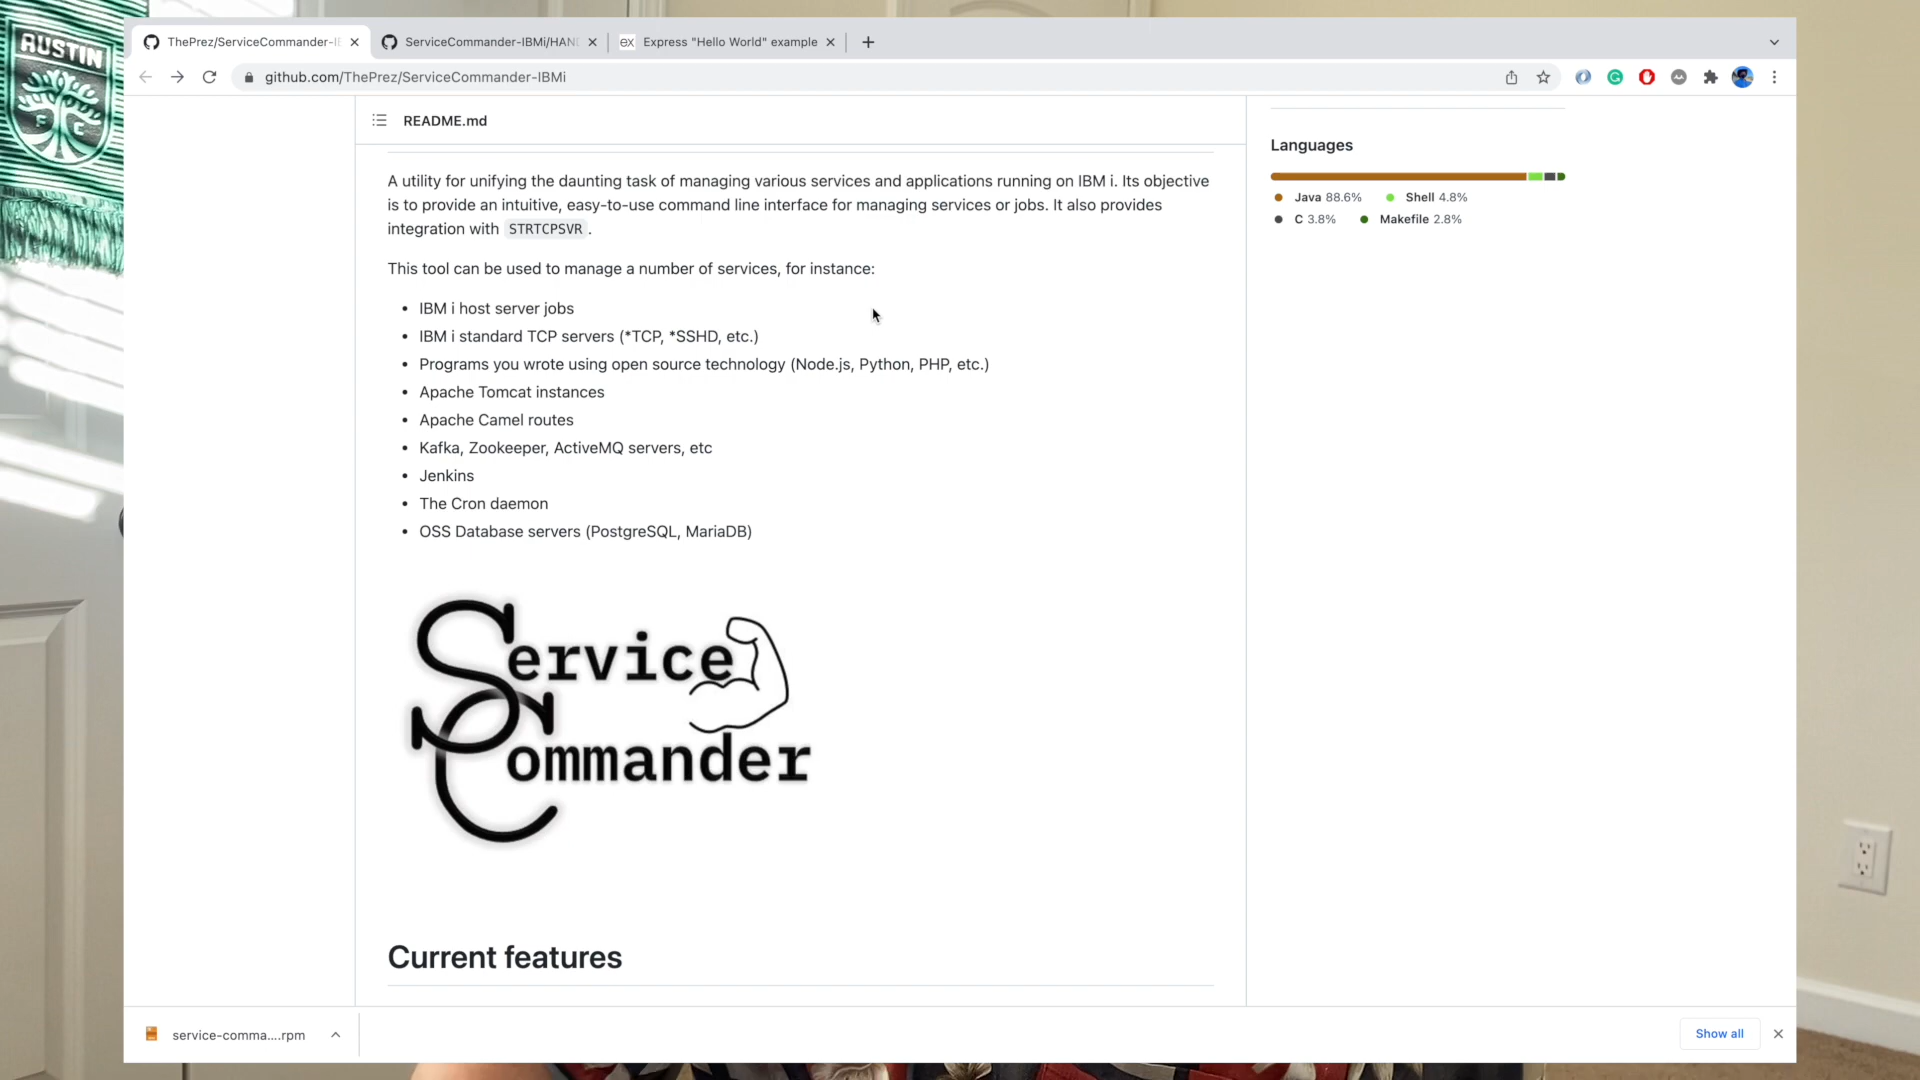 AUSTIN
F C
ThePrez/ServiceCommander-I
ServiceCommander-IBMi/HAN
ex Express "Hello World" example
github.com/ThePrez/ServiceCommander-IBMi
README.md
A utility for unifying the daunting task of managing various services and applications running on IBM i. Its objective
is to provide an intuitive, easy-to-use command line interface for managing services or jobs. It also provides
integration with STRTCPSVR .
This tool can be used to manage a number of services, for instance:
• IBM i host server jobs
• IBM i standard TCP servers (*TCP, *SSHD, etc.)
• Programs you wrote using open source technology (Node.js, Python, PHP, etc.)
• Apache Tomcat instances
• Apache Camel routes
• Kafka, Zookeeper, ActiveMQ servers, etc
• Jenkins
• The Cron daemon
• OSS Database servers (PostgreSQL, MariaDB)
Service
Commander
Current features
Languages
Java 88.6% Shell 4.8%
C 3.8% Makefile 2.8%
service-comma....rpm
Show all